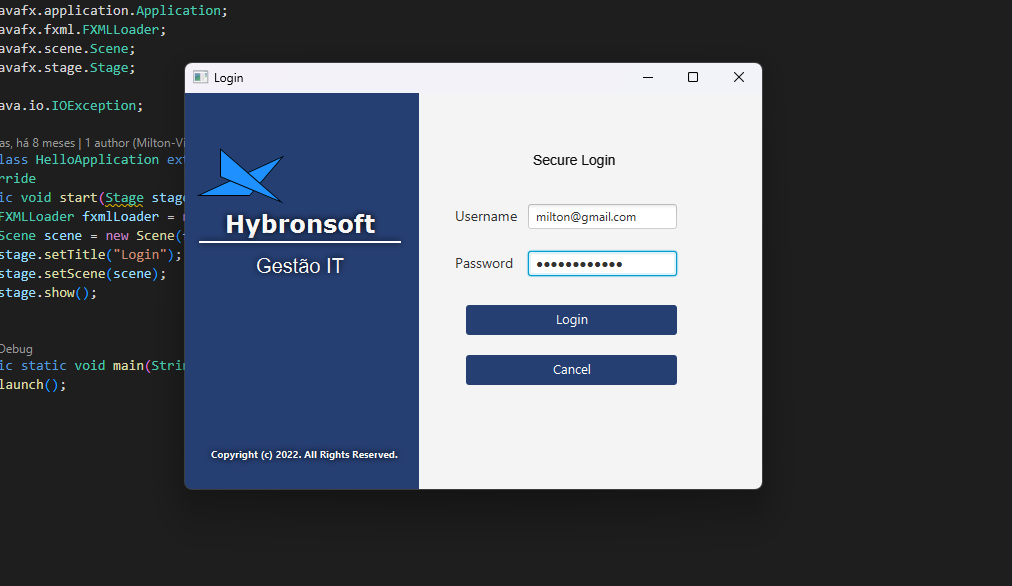 avafx.application.Application;
avafx.fxml.FXMLLoader;
avafx.scene.Scene;
avafx.stage.Stage;
ava.io.IOException;
as, há 8 meses | 1 author (Milton-Vi
lass HelloApplication ext
rride
ic void start(Stage stage
FXMLLoader fxmlLoader = n
Scene scene = new Scene(
stage.setTitle("Login");
stage.setScene(scene);
stage.show();
Debug
ic static void main(Strin
launch();
Login
Hybronsoft
Gestão IT
Copyright (c) 2022. All Rights Reserved.
Secure Login
Username milton@gmail.com
Password ●●●●●●●●●●●●
Login
Cancel